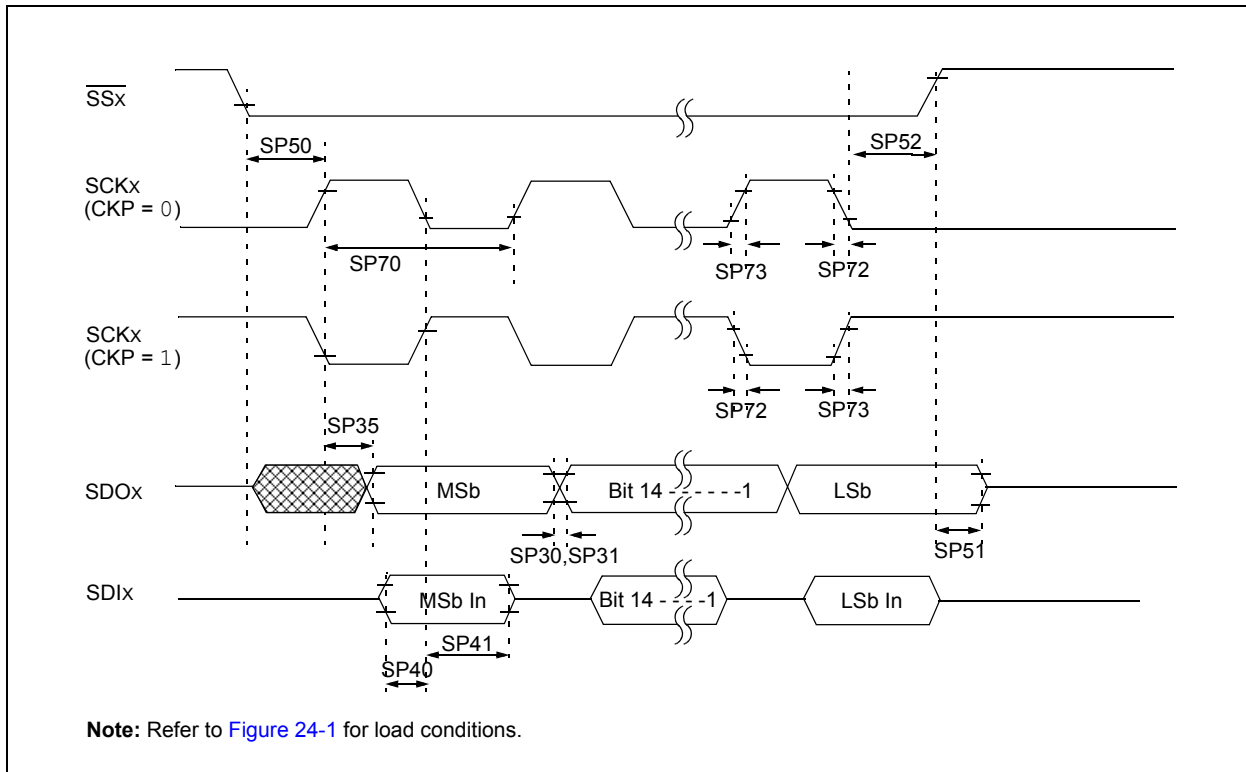 SSx
SP50
SP52
SCKx
(CKP = 0)
SP70
SP73
SP72
SCKx
(CKP = 1)
SP72
SP73
SP35
SDOx
MSb
Bit 14 - - - - - -1
LSb
SP30,SP31
SP51
SDIx
MSb In
Bit 14 - - - -1
LSb In
SP41
SP40
Note: Refer to Figure 24-1 for load conditions.